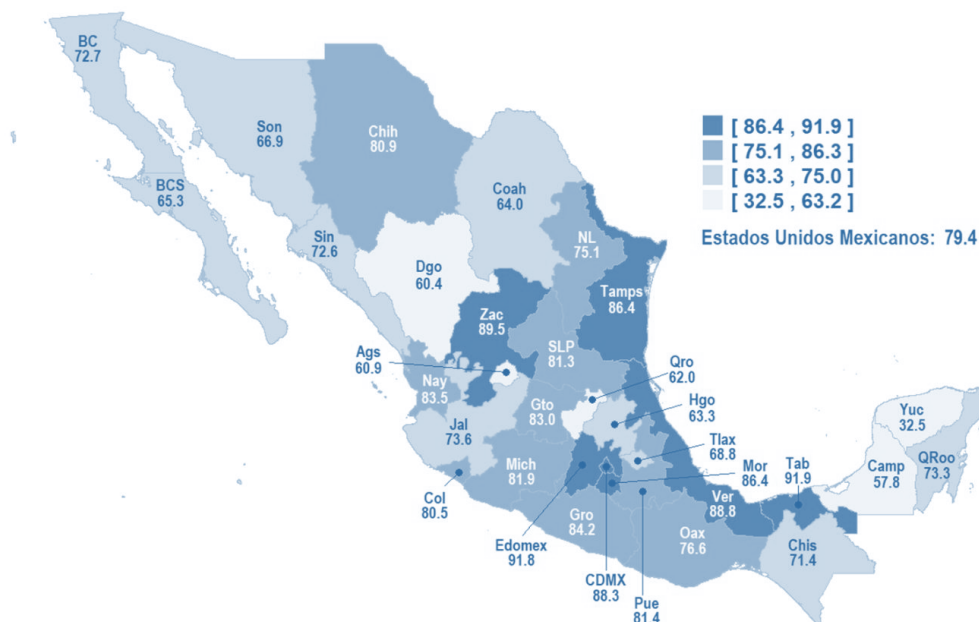 BC
72.7
Son
66.9
Chih
80.9
BCS
65.3
Coah
64.0
Sin
72.6
Dgo
60.4
NL
75.1
Tamps
86.4
Zac
89.5
SLP
81.3
Ags
60.9
Nay
83.5
Gto
83.0
Qro
62.0
Hgo
63.3
Jal
73.6
Mich
81.9
Tlax
68.8
Mor
86.4
Col
80.5
Gro
84.2
Edomex
91.8
CDMX
88.3
Pue
81.4
Oax
76.6
Ver
88.8
Tab
91.9
Chis
71.4
Camp
57.8
Yuc
32.5
QRoo
73.3
[ 86.4 , 91.9 ]
[ 75.1 , 86.3 ]
[ 63.3 , 75.0 ]
[ 32.5 , 63.2 ]
Estados Unidos Mexicanos: 79.4